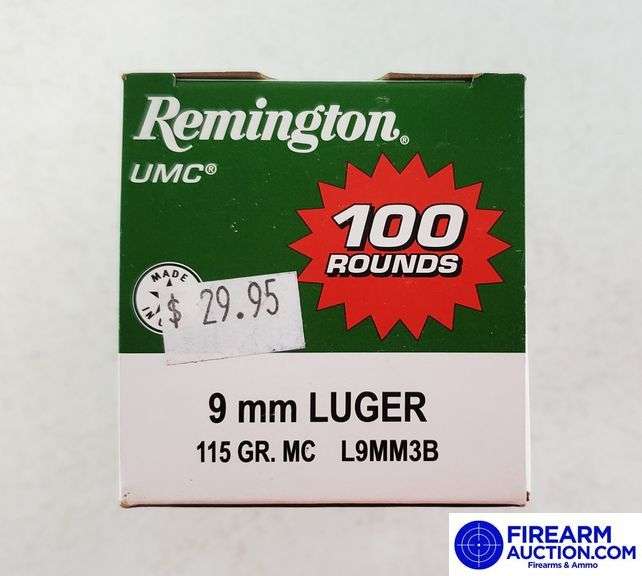 Remington®
UMC®
100
ROUNDS
MADE
IN
$ 29.95
9 mm LUGER
115 GR. MC L9MM3B
FIREARM
AUCTION.COM
Firearms & Ammo